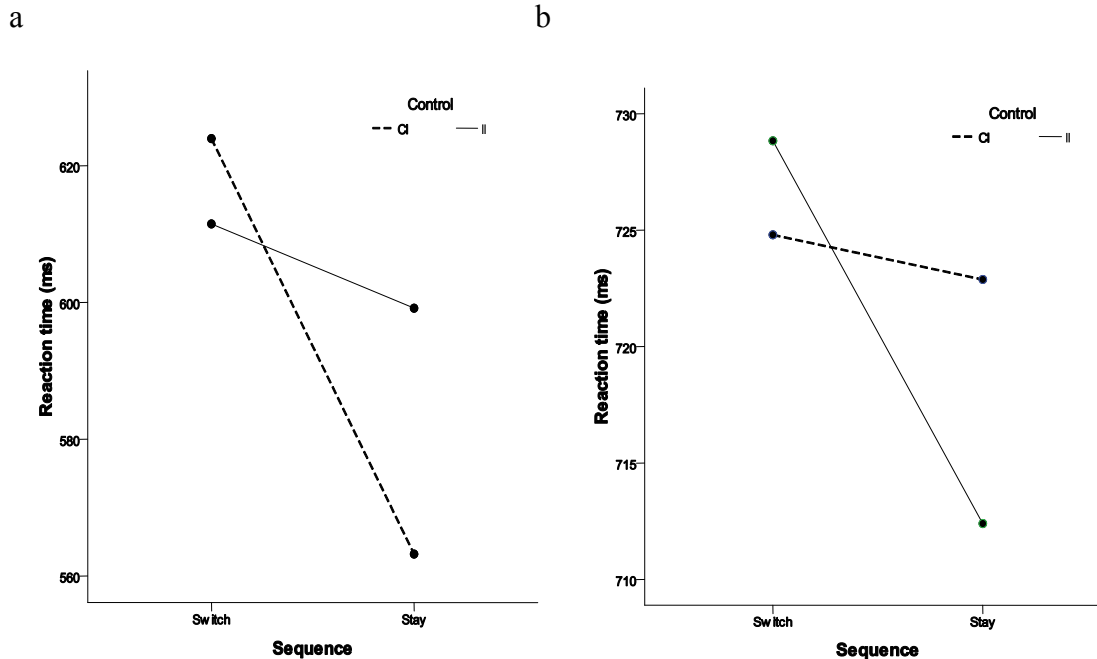 a
Control
CI II
620
600
580
560
Reaction time (ms)
Switch Stay
Sequence
b
Control
CI II
730
725
720
715
710
Reaction time (ms)
Switch Stay
Sequence